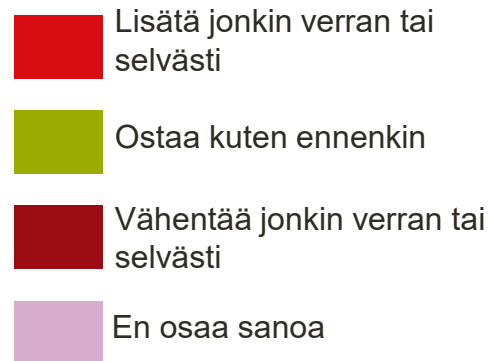 Lisätä jonkin verran tai
selvästi
Ostaa kuten ennenkin
Vähentää jonkin verran tai
selvästi
En osaa sanoa